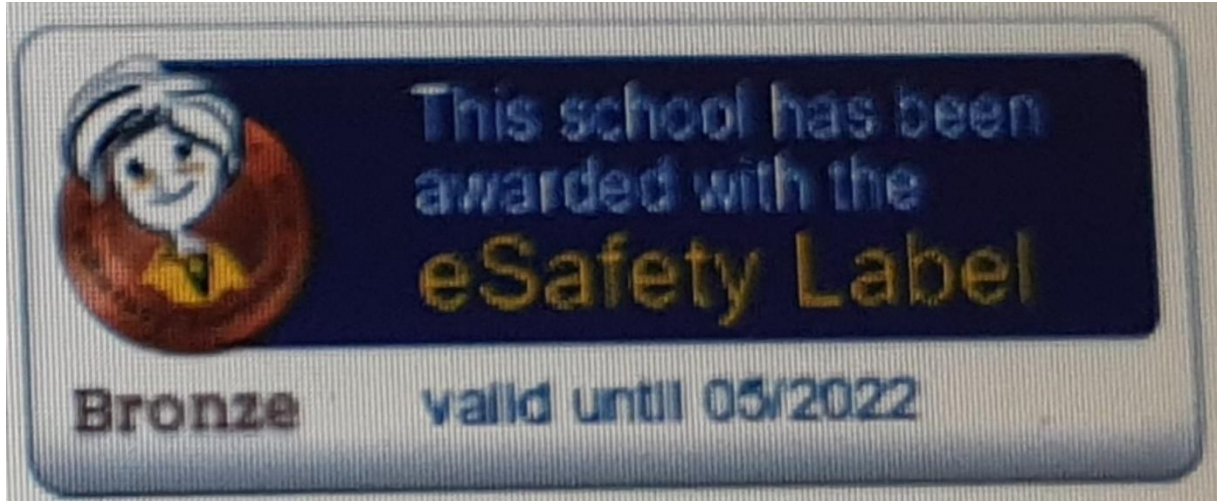 This school has been
awarded with the
eSafety Label
Bronze
valid until 05/2022